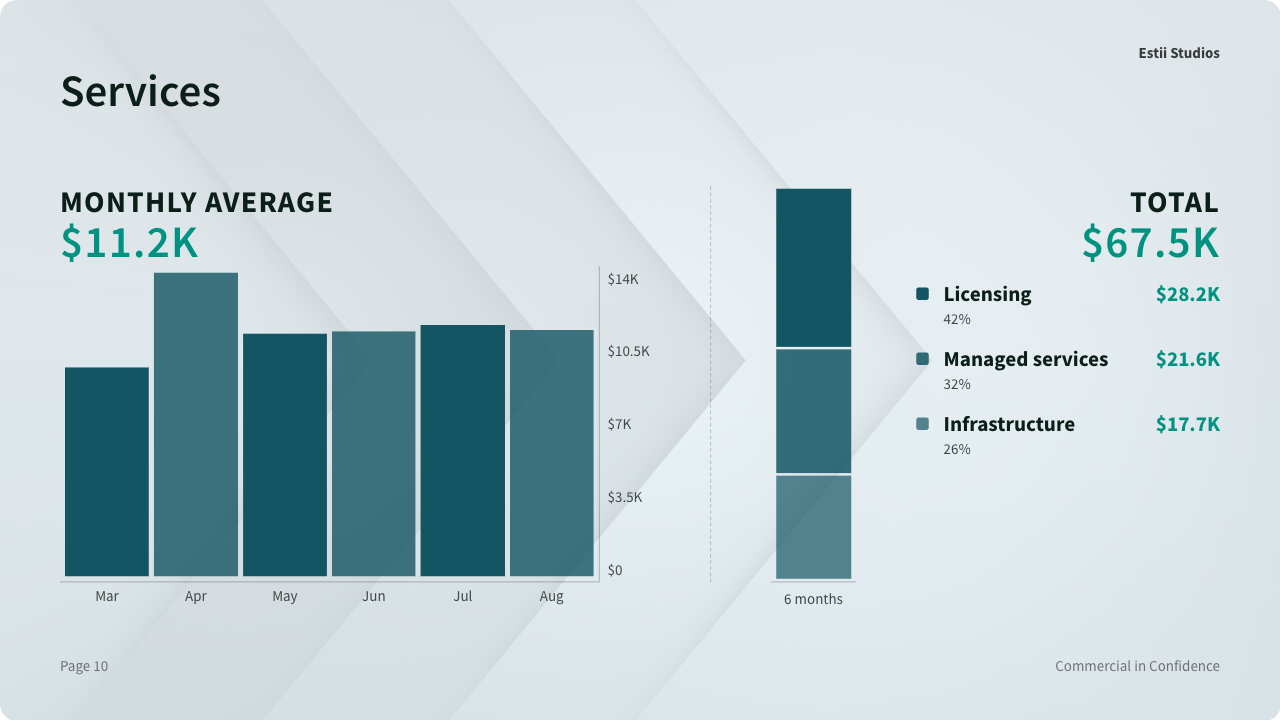 Estii Studios
Services
MONTHLY AVERAGE
$11.2K
$14K
$10.5K
$7K
$3.5K
$0
Mar Apr May Jun Jul Aug
6 months
TOTAL
$67.5K
Licensing $28.2K
42%
Managed services $21.6K
32%
Infrastructure $17.7K
26%
Page 10
Commercial in Confidence